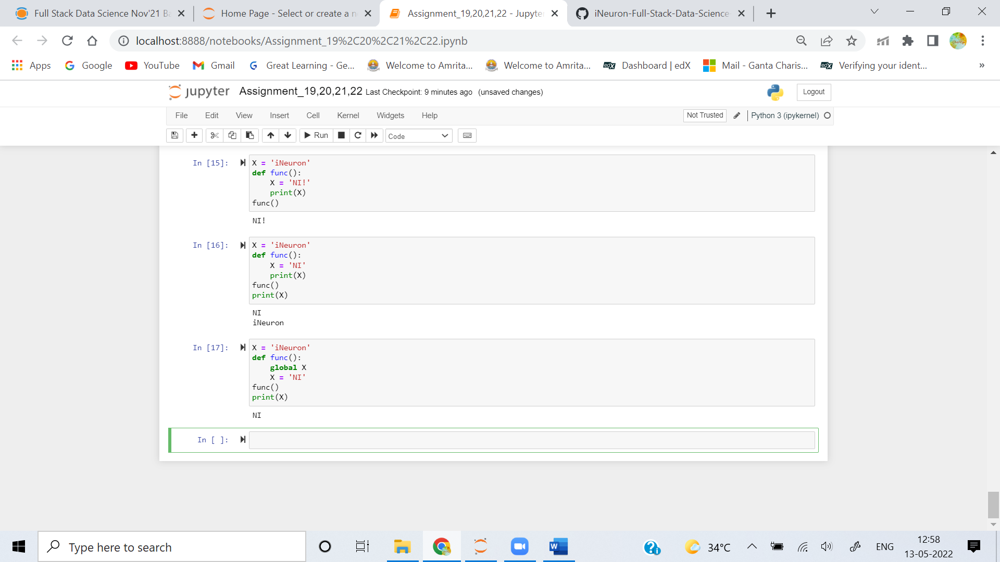 Full Stack Data Science Nov'21 Ba
Home Page - Select or create a n
Assignment_19,20,21,22 - Jupyte
iNeuron-Full-Stack-Data-Science-
localhost:8888/notebooks/Assignment_19%2C20%2C21%2C22.ipynb
Apps
Google
YouTube
Gmail
Great Learning - Ge...
Welcome to Amrita...
Welcome to Amrita...
edX
Dashboard | edX
Mail - Ganta Charis...
edX
Verifying your ident...
»
jupyter
Assignment_19,20,21,22 Last Checkpoint: 9 minutes ago (unsaved changes)
Logout
File Edit View Insert Cell Kernel Widgets Help
Not Trusted
Python 3 (ipykernel)
Run
Code
In [15]:
X = 'iNeuron'
def func():
    X = 'NI!'
    print(X)
func()
NI!
In [16]:
X = 'iNeuron'
def func():
    X = 'NI'
    print(X)
func()
print(X)
NI
iNeuron
In [17]:
X = 'iNeuron'
def func():
    global X
    X = 'NI'
func()
print(X)
NI
In [ ]:
Type here to search
34°C
ENG
12:58
13-05-2022